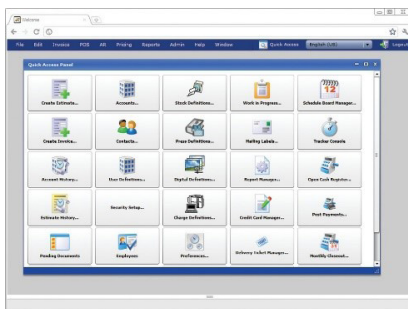 Welcome
File Edit Invoice POS AR Pricing Reports Admin Help Window Quick Access English (US) Logout
Quick Access Panel
Create Estimate... Accounts... Stock Definitions... Work in Progress... Schedule Board Manager...
Create Invoice... Contacts... Press Definitions... Mailing Labels... Tracker Console
Account History... User Definitions... Digital Definitions... Report Manager... Open Cash Register...
Estimate History... Security Setup... Charge Definitions... Credit Card Manager... Post Payments...
Pending Documents Employees Preferences... Delivery Ticket Manager... Monthly Closeout...